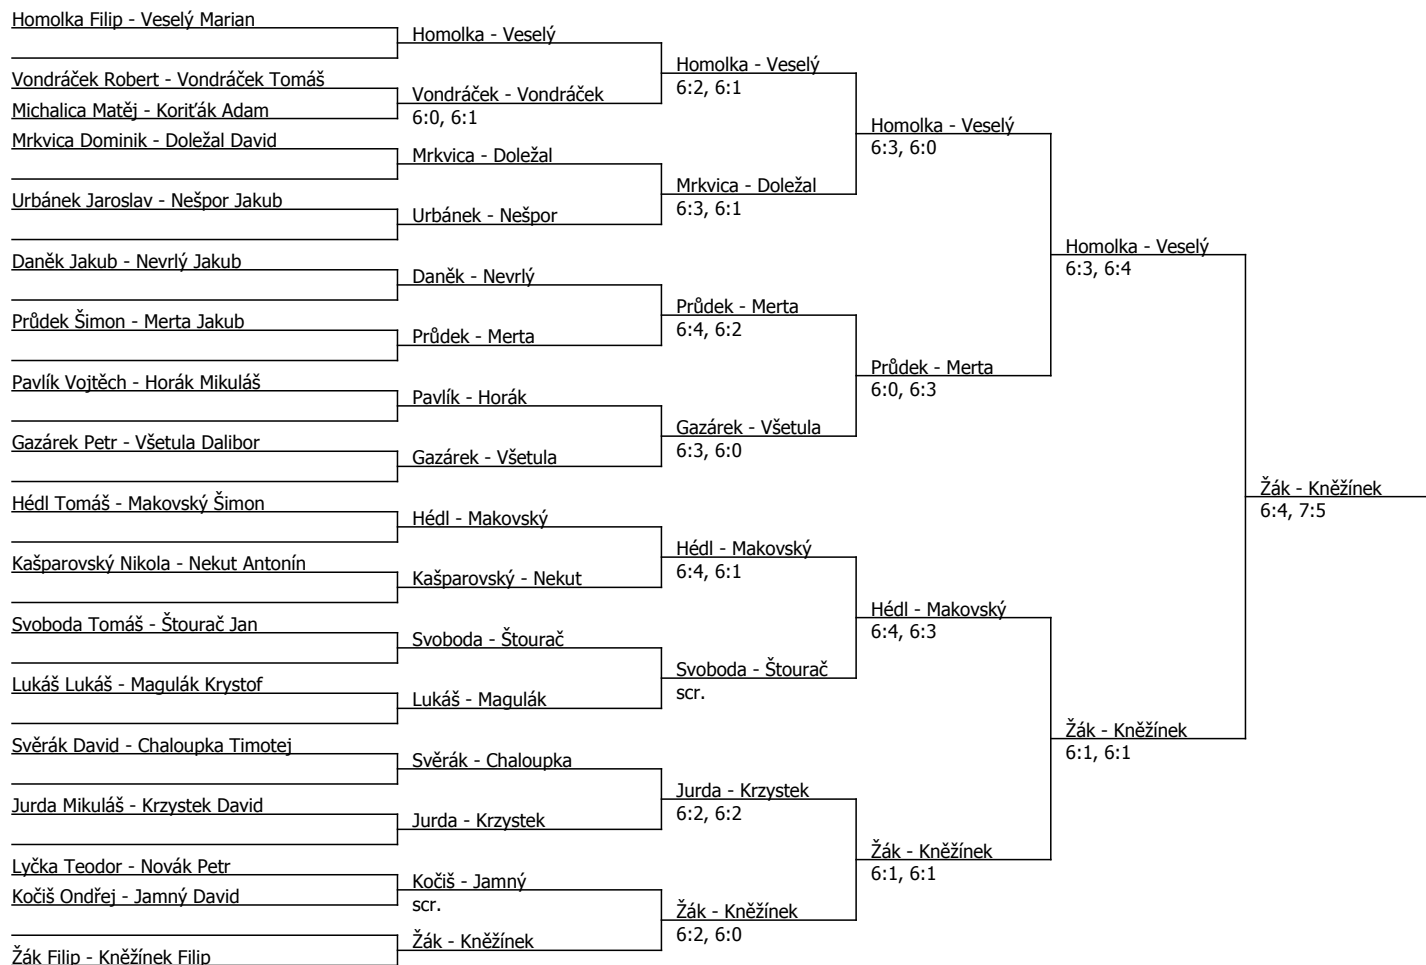 Homolka Filip - Veselý Marian
Vondráček Robert - Vondráček Tomáš
Michalica Matěj - Koriťák Adam
Mrkvica Dominik - Doležal David
Urbánek Jaroslav - Nešpor Jakub
Daněk Jakub - Nevrlý Jakub
Průdek Šimon - Merta Jakub
Pavlík Vojtěch - Horák Mikuláš
Gazárek Petr - Všetula Dalibor
Hédl Tomáš - Makovský Šimon
Kašparovský Nikola - Nekut Antonín
Svoboda Tomáš - Štourač Jan
Lukáš Lukáš - Magulák Krystof
Svěrák David - Chaloupka Timotej
Jurda Mikuláš - Krzystek David
Lyčka Teodor - Novák Petr
Kočiš Ondřej - Jamný David
Žák Filip - Kněžínek Filip
Homolka - Veselý
Vondráček - Vondráček
6:0, 6:1
Mrkvica - Doležal
Urbánek - Nešpor
Daněk - Nevrlý
Průdek - Merta
Pavlík - Horák
Gazárek - Všetula
Hédl - Makovský
Kašparovský - Nekut
Svoboda - Štourač
Lukáš - Magulák
Svěrák - Chaloupka
Jurda - Krzystek
Kočiš - Jamný
scr.
Žák - Kněžínek
Homolka - Veselý
6:2, 6:1
Mrkvica - Doležal
6:3, 6:1
Průdek - Merta
6:4, 6:2
Gazárek - Všetula
6:3, 6:0
Hédl - Makovský
6:4, 6:1
Svoboda - Štourač
scr.
Jurda - Krzystek
6:2, 6:2
Žák - Kněžínek
6:2, 6:0
Homolka - Veselý
6:3, 6:0
Průdek - Merta
6:0, 6:3
Hédl - Makovský
6:4, 6:3
Žák - Kněžínek
6:1, 6:1
Homolka - Veselý
6:3, 6:4
Žák - Kněžínek
6:1, 6:1
Žák - Kněžínek
6:4, 7:5